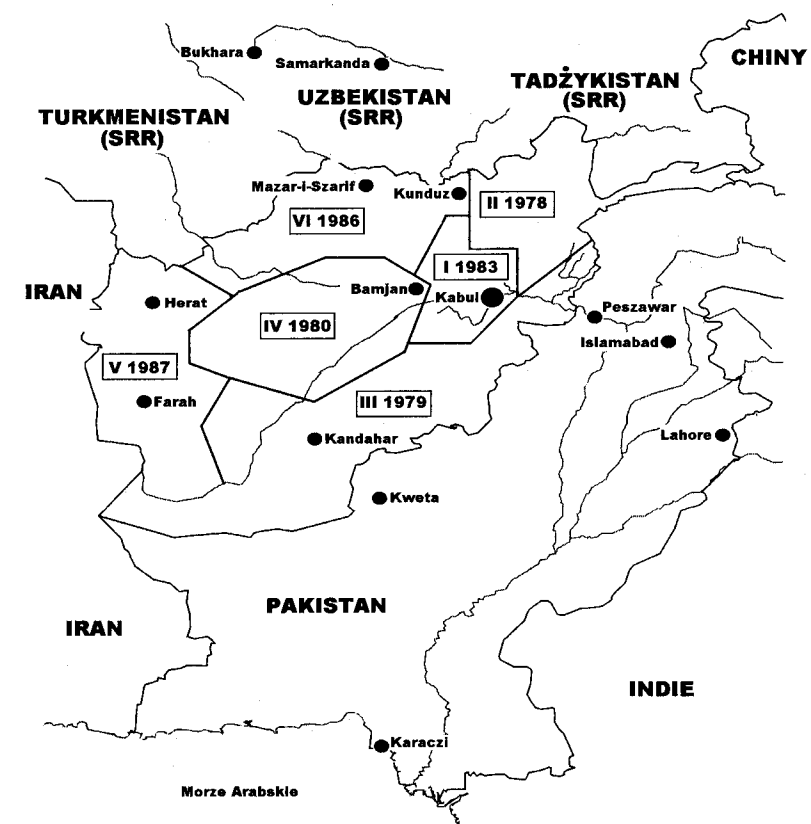 Bukhara
Samarkanda
CHINY
TADŻYKISTAN
(SRR)
UZBEKISTAN
(SRR)
TURKMENISTAN
(SRR)
Mazar-i-Szarif
Kunduz
II 1978
VI 1986
I 1983
IRAN
Herat
Bamjan
Kabul
Peszawar
IV 1980
Islamabad
V 1987
Farah
III 1979
Kandahar
Lahore
Kweta
PAKISTAN
IRAN
INDIE
Karaczi
Morze Arabskie